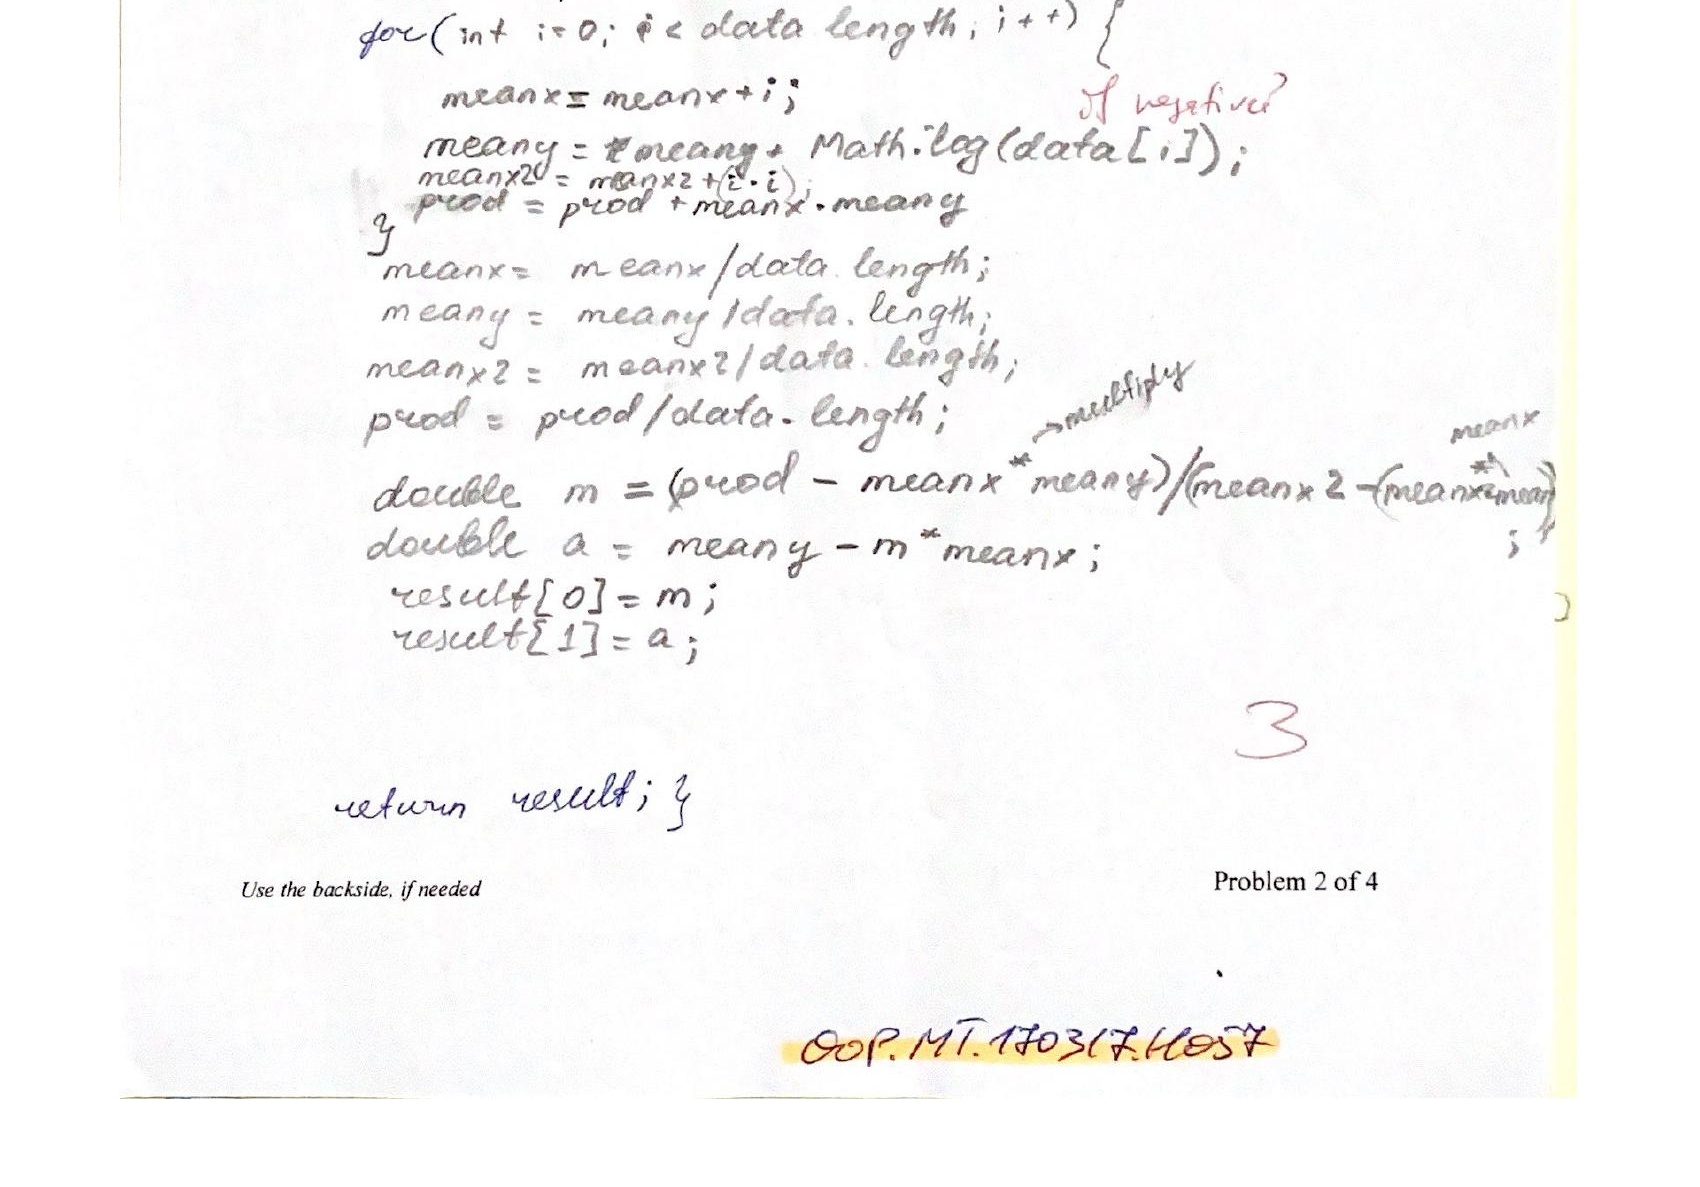 for(int i=0; i < data length; i++) {
meanx = meanx + i;
If negative?
meany = meany + Math.log(data[i]);
meanx2 = meanx2 + (i·i);
prod = prod + meanx·meany
}
meanx = meanx/data.length;
meany = meany/data.length;
meanx2 = meanx2/data.length;
prod = prod/data.length;
→multiply
meanx
double m = (prod - meanx*meany)/(meanx2 -(meanx*
;
double a = meany - m*meanx;
result[0] = m;
result[1] = a;
3
return result; }
Use the backside, if needed
Problem 2 of 4
OOP.MT.170317.H057